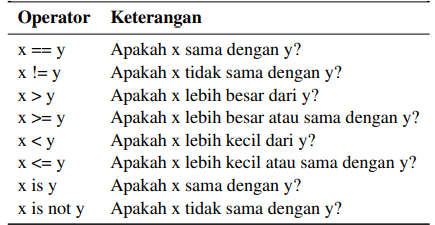 Operator Keterangan
x == y Apakah x sama dengan y?
x != y Apakah x tidak sama dengan y?
x > y Apakah x lebih besar dari y?
x >= y Apakah x lebih besar atau sama dengan y?
x < y Apakah x lebih kecil dari y?
x <= y Apakah x lebih kecil atau sama dengan y?
x is y Apakah x sama dengan y?
x is not y Apakah x tidak sama dengan y?